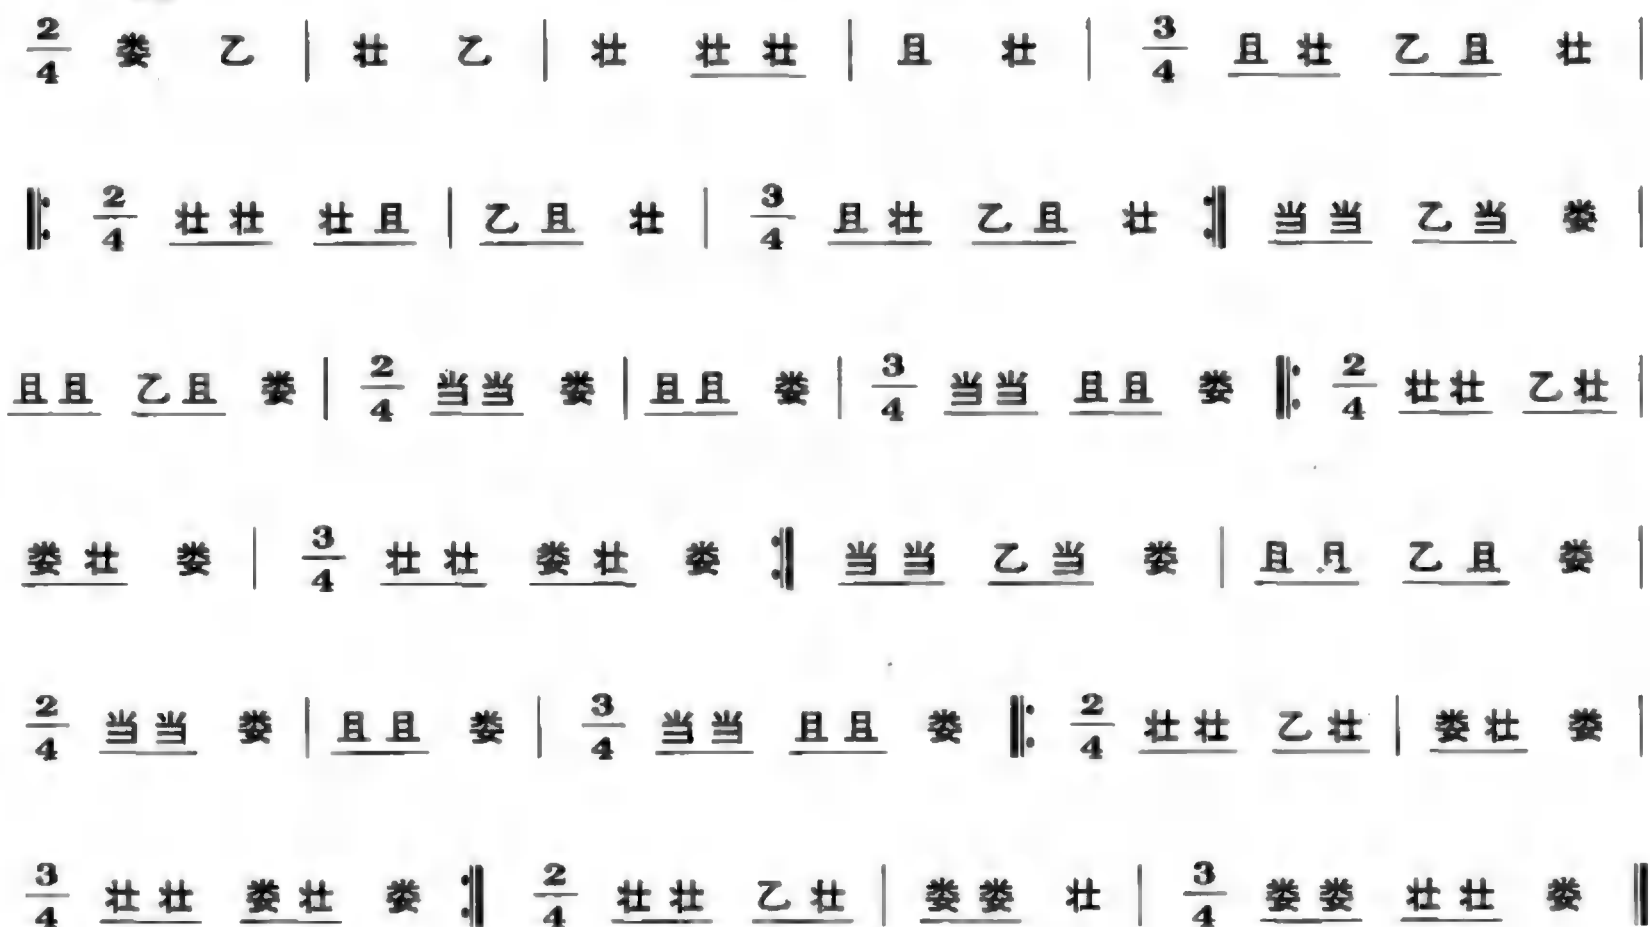 2/4 娄 乙 | 壮 乙 | 壮 壮 壮 | 且 壮 | 3/4 且 壮 乙 且 壮 |
‖: 2/4 壮 壮 壮 且 | 乙 且 壮 | 3/4 且 壮 乙 且 壮 :‖ 当 当 乙 当 娄 |
且 且 乙 且 娄 | 2/4 当 当 娄 | 且 且 娄 | 3/4 当 当 且 且 娄 ‖: 2/4 壮 壮 乙 壮 |
娄 壮 娄 | 3/4 壮 壮 娄 壮 娄 :‖ 当 当 乙 当 娄 | 且 且 乙 且 娄 |
2/4 当 当 娄 | 且 且 娄 | 3/4 当 当 且 且 娄 ‖: 2/4 壮 壮 乙 壮 | 娄 壮 娄 |
3/4 壮 壮 娄 壮 娄 :‖ 2/4 壮 壮 乙 壮 | 娄 娄 壮 | 3/4 娄 娄 壮 壮 娄 ‖